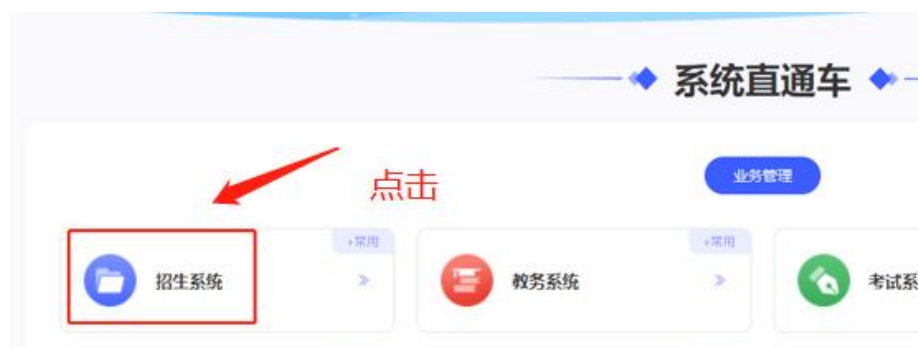 系统直通车
点击
业务管理
+常用
+常用
招生系统
教务系统
考试系